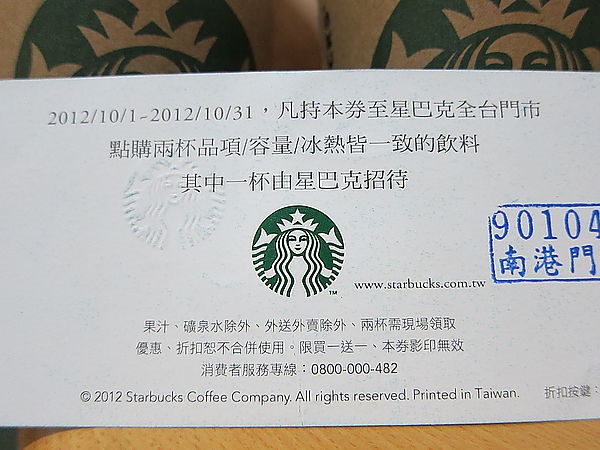 2012/10/1~2012/10/31，凡持本券至星巴克全台門市
點購兩杯品項/容量/冰熱皆一致的飲料
其中一杯由星巴克招待
90104
南港門
www.starbucks.com.tw
TM
果汁、礦泉水除外、外送外賣除外、兩杯需現場領取
優惠、折扣恕不合併使用。限買一送一、本券影印無效
消費者服務專線：0800-000-482
© 2012 Starbucks Coffee Company. All rights reserved. Printed in Taiwan.
折扣按鍵：